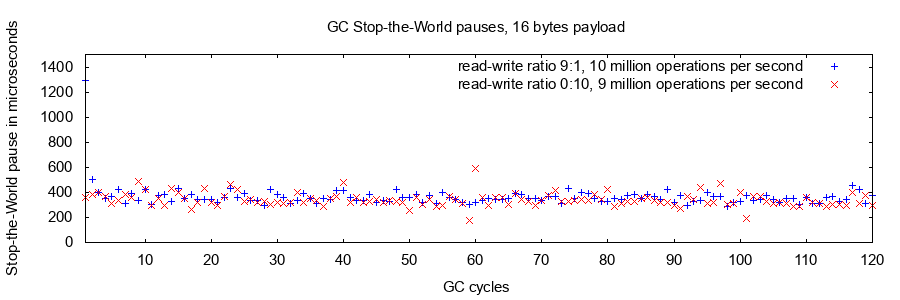 GC Stop-the-World pauses, 16 bytes payload
Stop-the-World pause in microseconds
read-write ratio 9:1, 10 million operations per second
read-write ratio 0:10, 9 million operations per second
1400
1200
1000
800
600
400
200
0
10 20 30 40 50 60 70 80 90 100 110 120
GC cycles